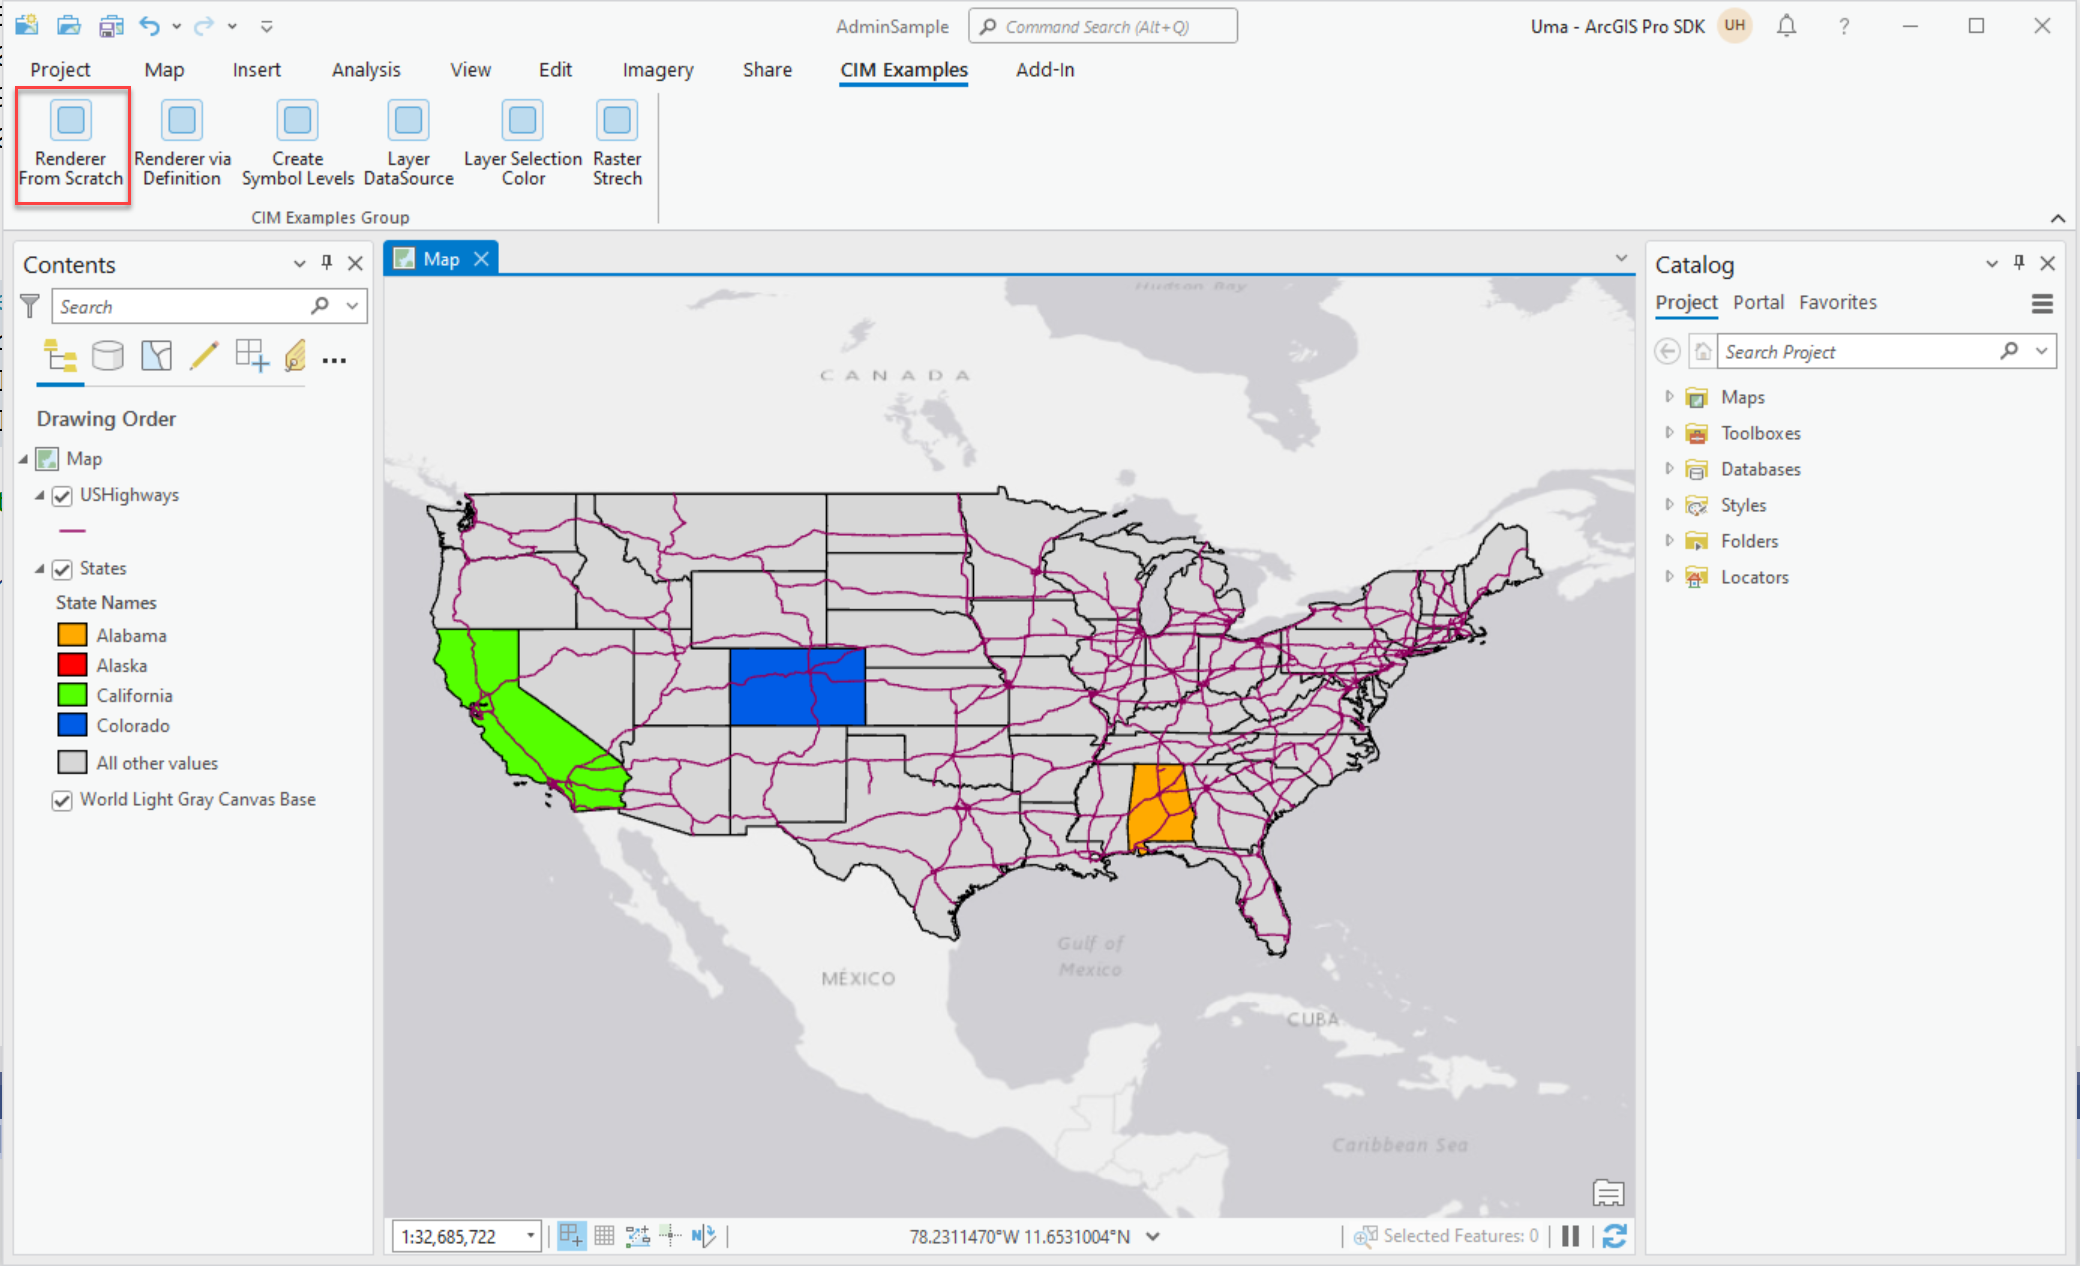 AdminSample
Command Search (Alt+Q)
Uma - ArcGIS Pro SDK
UH
?
Project
Map
Insert
Analysis
View
Edit
Imagery
Share
CIM Examples
Add-In
Renderer
From Scratch
Renderer via
Definition
Create
Symbol Levels
Layer
DataSource
Layer Selection
Color
Raster
Strech
CIM Examples Group
Contents
Search
Drawing Order
Map
USHighways
States
State Names
Alabama
Alaska
California
Colorado
All other values
World Light Gray Canvas Base
Map
Hudson Bay
CANADA
MÉXICO
Gulf of
Mexico
CUBA
Caribbean Sea
1:32,685,722
N
78.2311470°W 11.6531004°N
Selected Features: 0
Catalog
Project
Portal
Favorites
Search Project
Maps
Toolboxes
Databases
Styles
Folders
Locators